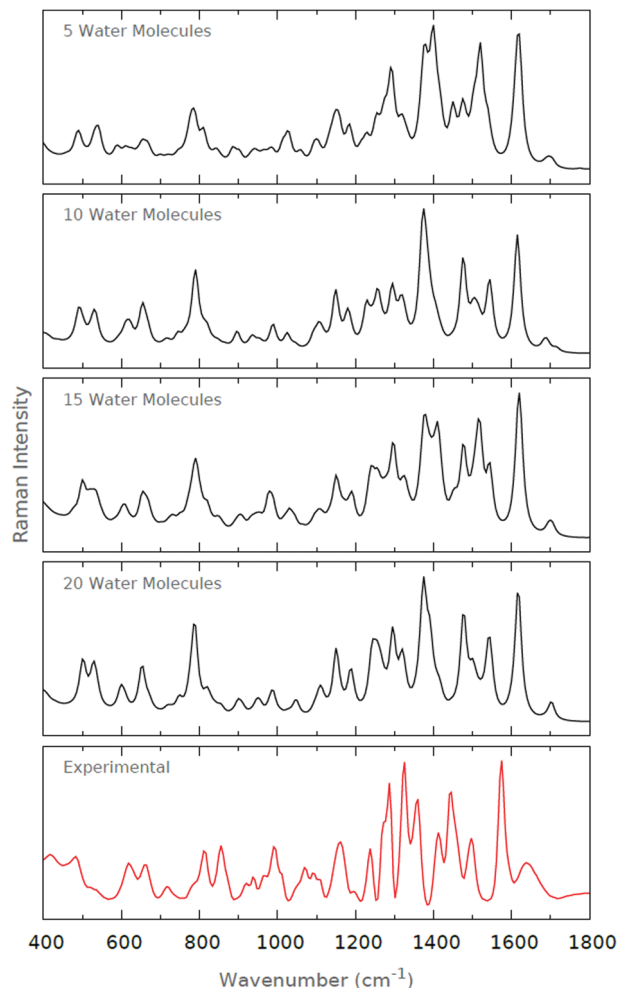 5 Water Molecules
10 Water Molecules
15 Water Molecules
20 Water Molecules
Experimental
Raman Intensity
400 600 800 1000 1200 1400 1600 1800
Wavenumber (cm⁻¹)